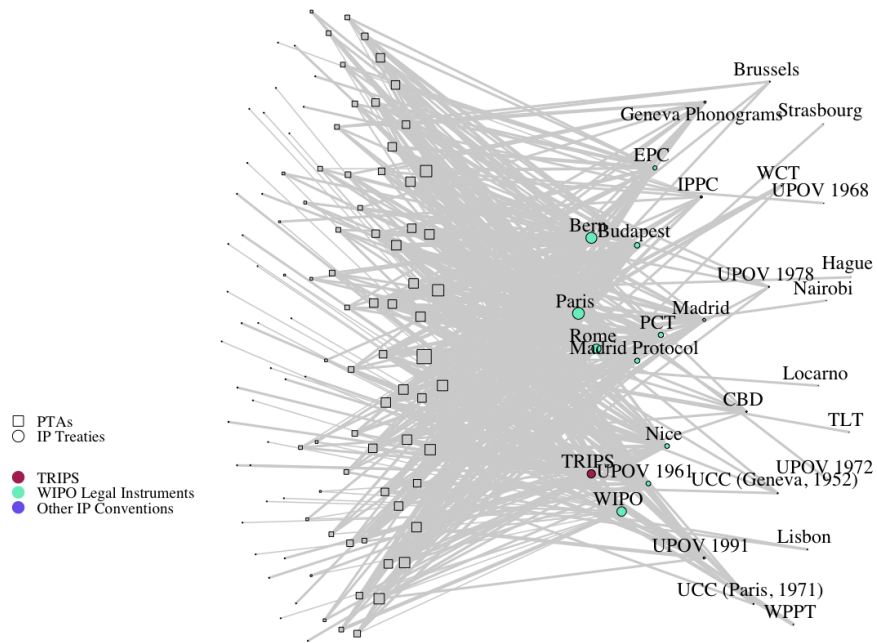 Brussels
Geneva Phonograms
Strasbourg
EPC
WCT
IPPC
UPOV 1968
Bern
Budapest
Hague
UPOV 1978
Nairobi
Paris
Madrid
PCT
Rome
Madrid Protocol
Locarno
CBD
PTAs
TLT
IP Treaties
Nice
TRIPS
UPOV 1961
UPOV 1972
TRIPS
UCC (Geneva, 1952)
WIPO Legal Instruments
WIPO
Other IP Conventions
Lisbon
UPOV 1991
UCC (Paris, 1971)
WPPT